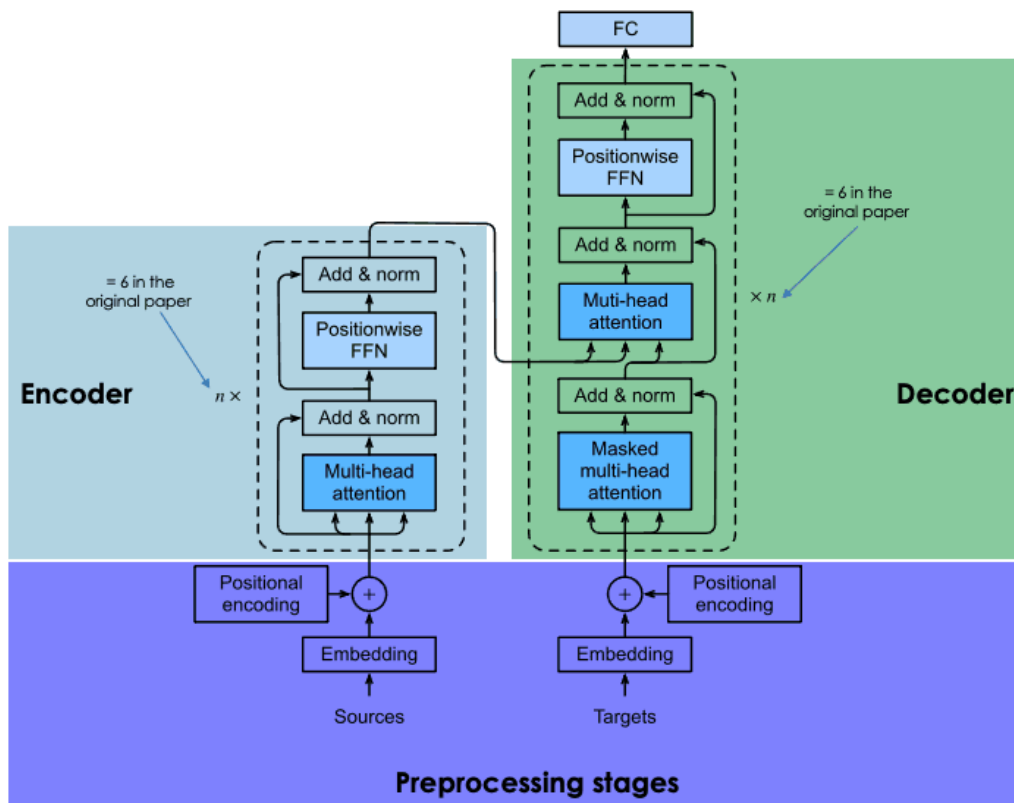 FC
Add & norm
Positionwise
FFN
= 6 in the
original paper
Add & norm
Muti-head
attention
× n
Add & norm
Masked
multi-head
attention
Decoder
Add & norm
= 6 in the
original paper
Positionwise
FFN
Encoder
n ×
Add & norm
Multi-head
attention
Positional
encoding
+
Embedding
Sources
+
Positional
encoding
Embedding
Targets
Preprocessing stages